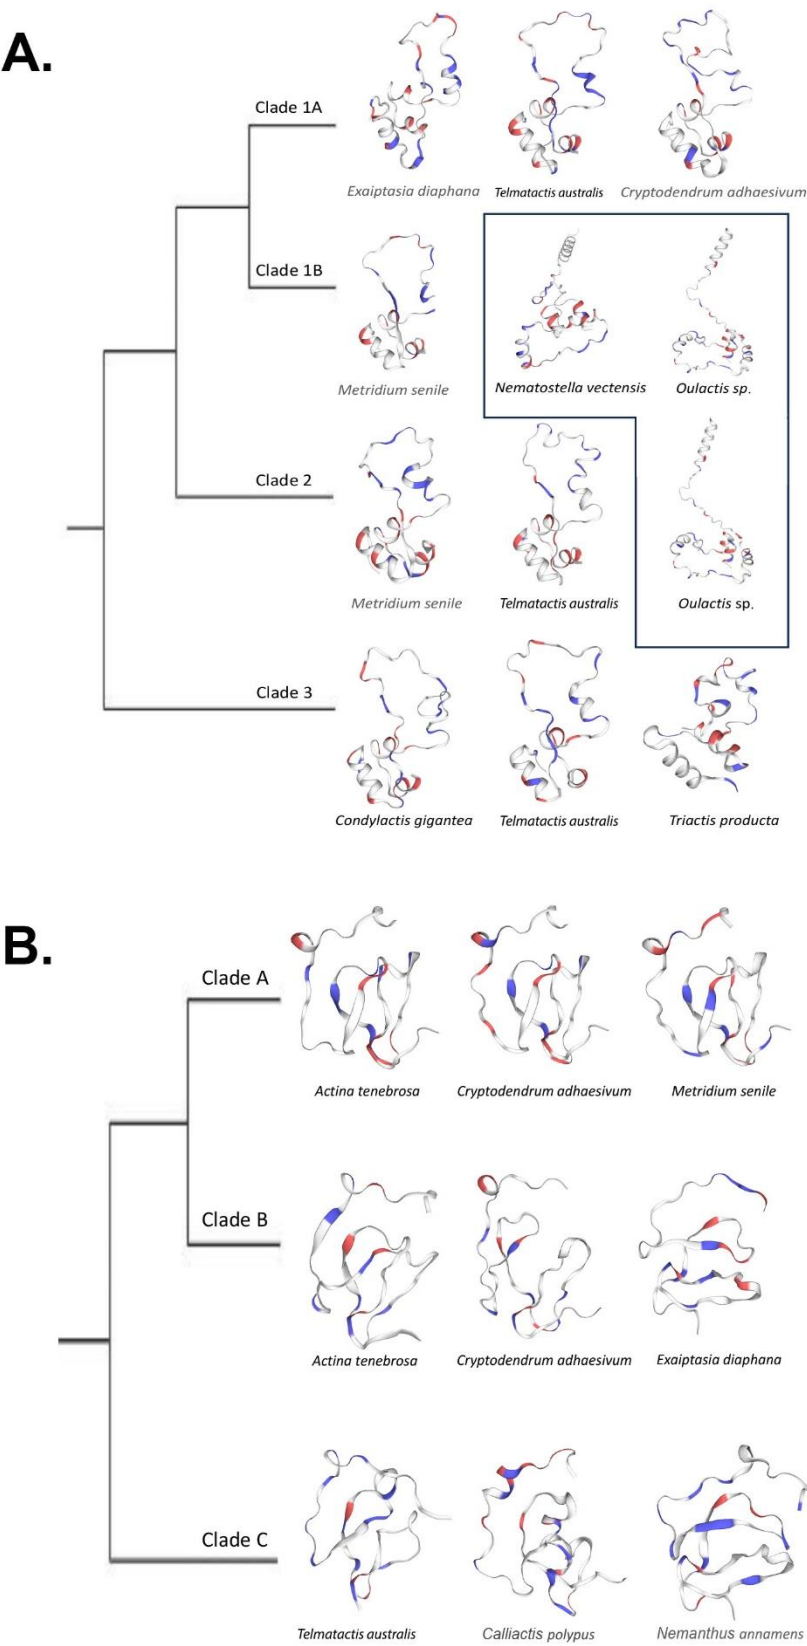 A.
Clade 1A
Exaiptasia diaphana
Telmatactis australis
Cryptodendrum adhaesivum
Clade 1B
Metridium senile
Nematostella vectensis
Oulactis sp.
Clade 2
Metridium senile
Telmatactis australis
Oulactis sp.
Clade 3
Condylactis gigantea
Telmatactis australis
Triactis producta
B.
Clade A
Actina tenebrosa
Cryptodendrum adhaesivum
Metridium senile
Clade B
Actina tenebrosa
Cryptodendrum adhaesivum
Exaiptasia diaphana
Clade C
Telmatactis australis
Calliactis polypus
Nemanthus annamens